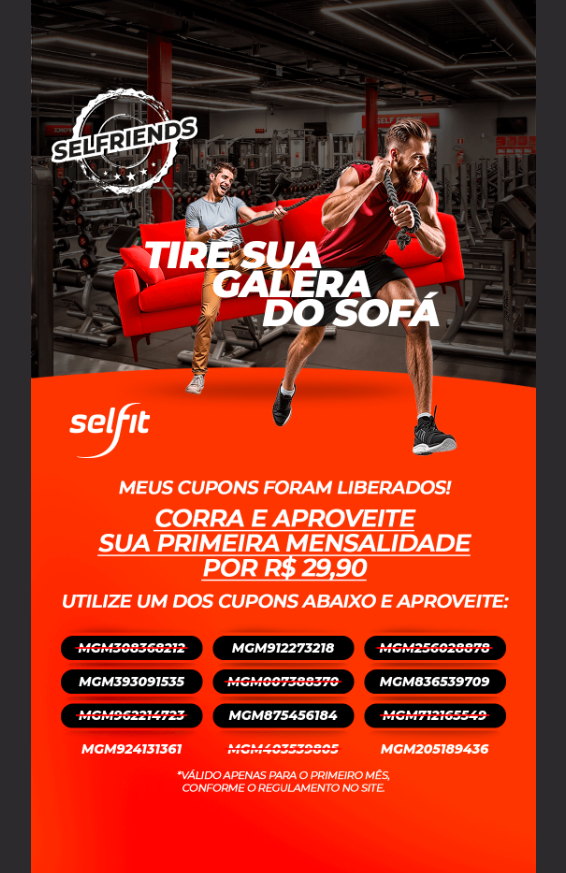 SELFRIENDS
TIRE SUA
GALERA
DO SOFÁ
selfit
MEUS CUPONS FORAM LIBERADOS!
CORRA E APROVEITE
SUA PRIMEIRA MENSALIDADE
POR R$ 29,90
UTILIZE UM DOS CUPONS ABAIXO E APROVEITE:
MGM308368212 MGM912273218 MGM256028878
MGM393091535 MGM007388370 MGM836539709
MGM962214723 MGM875456184 MGM712165549
MGM924131361 MGM403539805 MGM205189436
*VÁLIDO APENAS PARA O PRIMEIRO MÊS,
CONFORME O REGULAMENTO NO SITE.